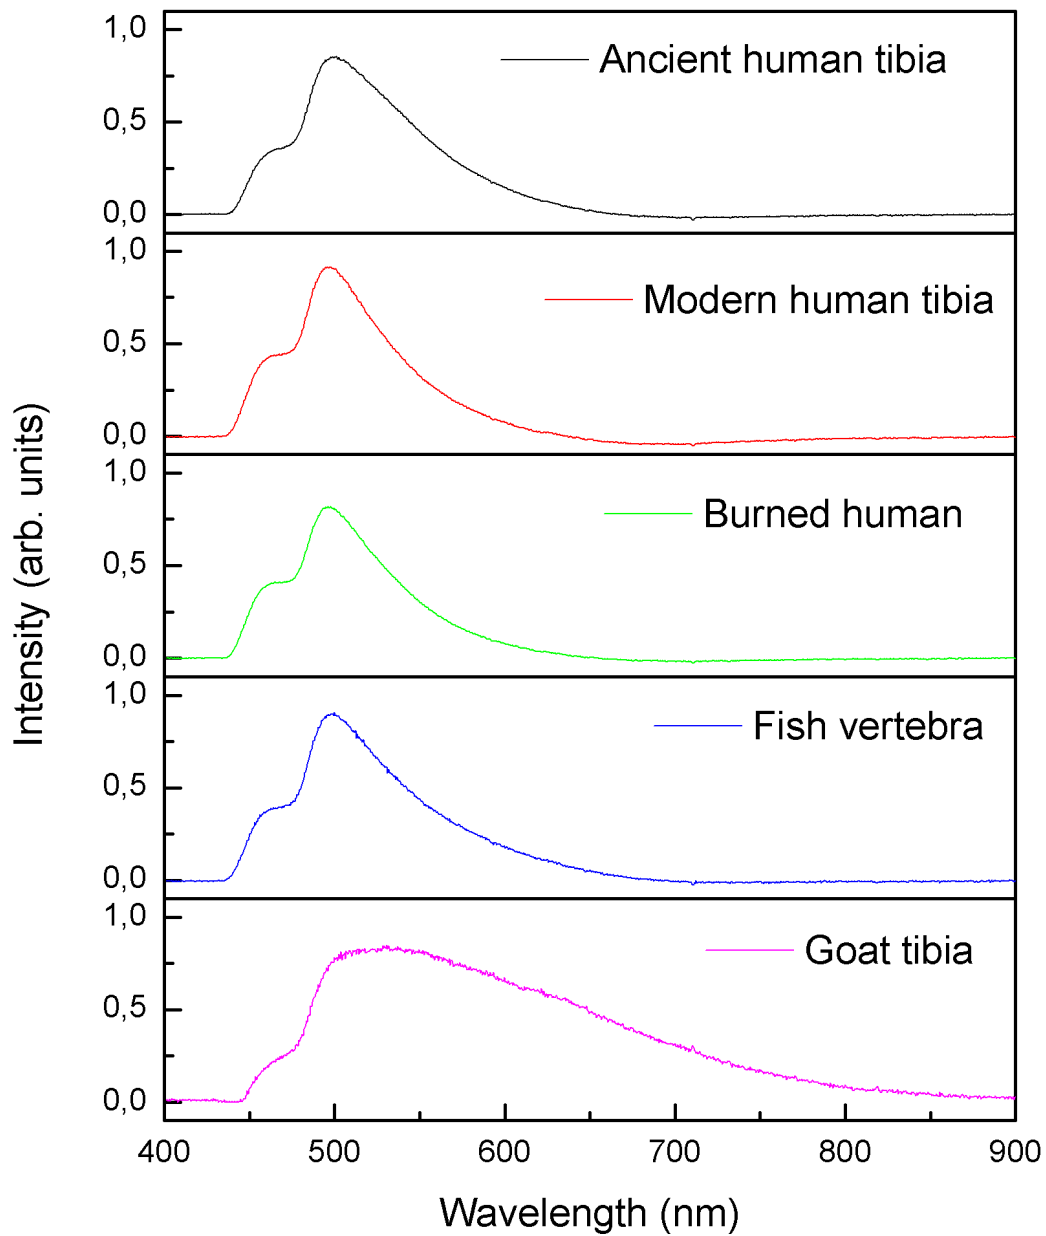 1,0
Ancient human tibia
0,5
0,0
1,0
Modern human tibia
0,5
0,0
1,0
Burned human
0,5
0,0
1,0
Fish vertebra
0,5
0,0
1,0
Goat tibia
0,5
0,0
400 500 600 700 800 900
Wavelength (nm)
Intensity (arb. units)